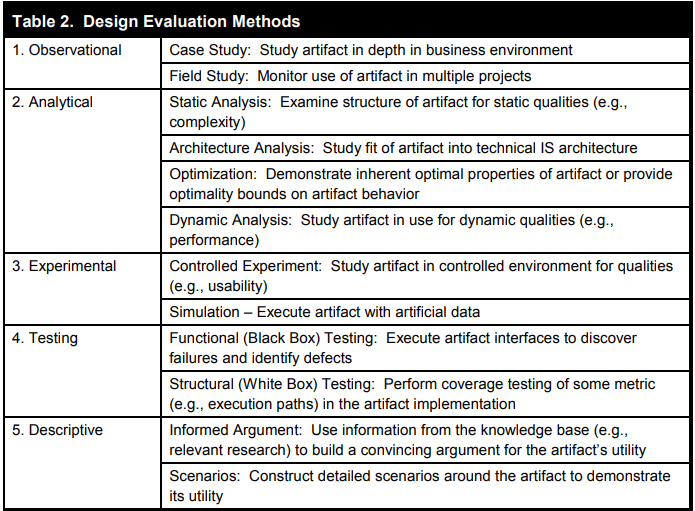 Table 2. Design Evaluation Methods
1. Observational
Case Study: Study artifact in depth in business environment
Field Study: Monitor use of artifact in multiple projects
2. Analytical
Static Analysis: Examine structure of artifact for static qualities (e.g.,
complexity)
Architecture Analysis: Study fit of artifact into technical IS architecture
Optimization: Demonstrate inherent optimal properties of artifact or provide
optimality bounds on artifact behavior
Dynamic Analysis: Study artifact in use for dynamic qualities (e.g.,
performance)
3. Experimental
Controlled Experiment: Study artifact in controlled environment for qualities
(e.g., usability)
Simulation – Execute artifact with artificial data
4. Testing
Functional (Black Box) Testing: Execute artifact interfaces to discover
failures and identify defects
Structural (White Box) Testing: Perform coverage testing of some metric
(e.g., execution paths) in the artifact implementation
5. Descriptive
Informed Argument: Use information from the knowledge base (e.g.,
relevant research) to build a convincing argument for the artifact’s utility
Scenarios: Construct detailed scenarios around the artifact to demonstrate
its utility